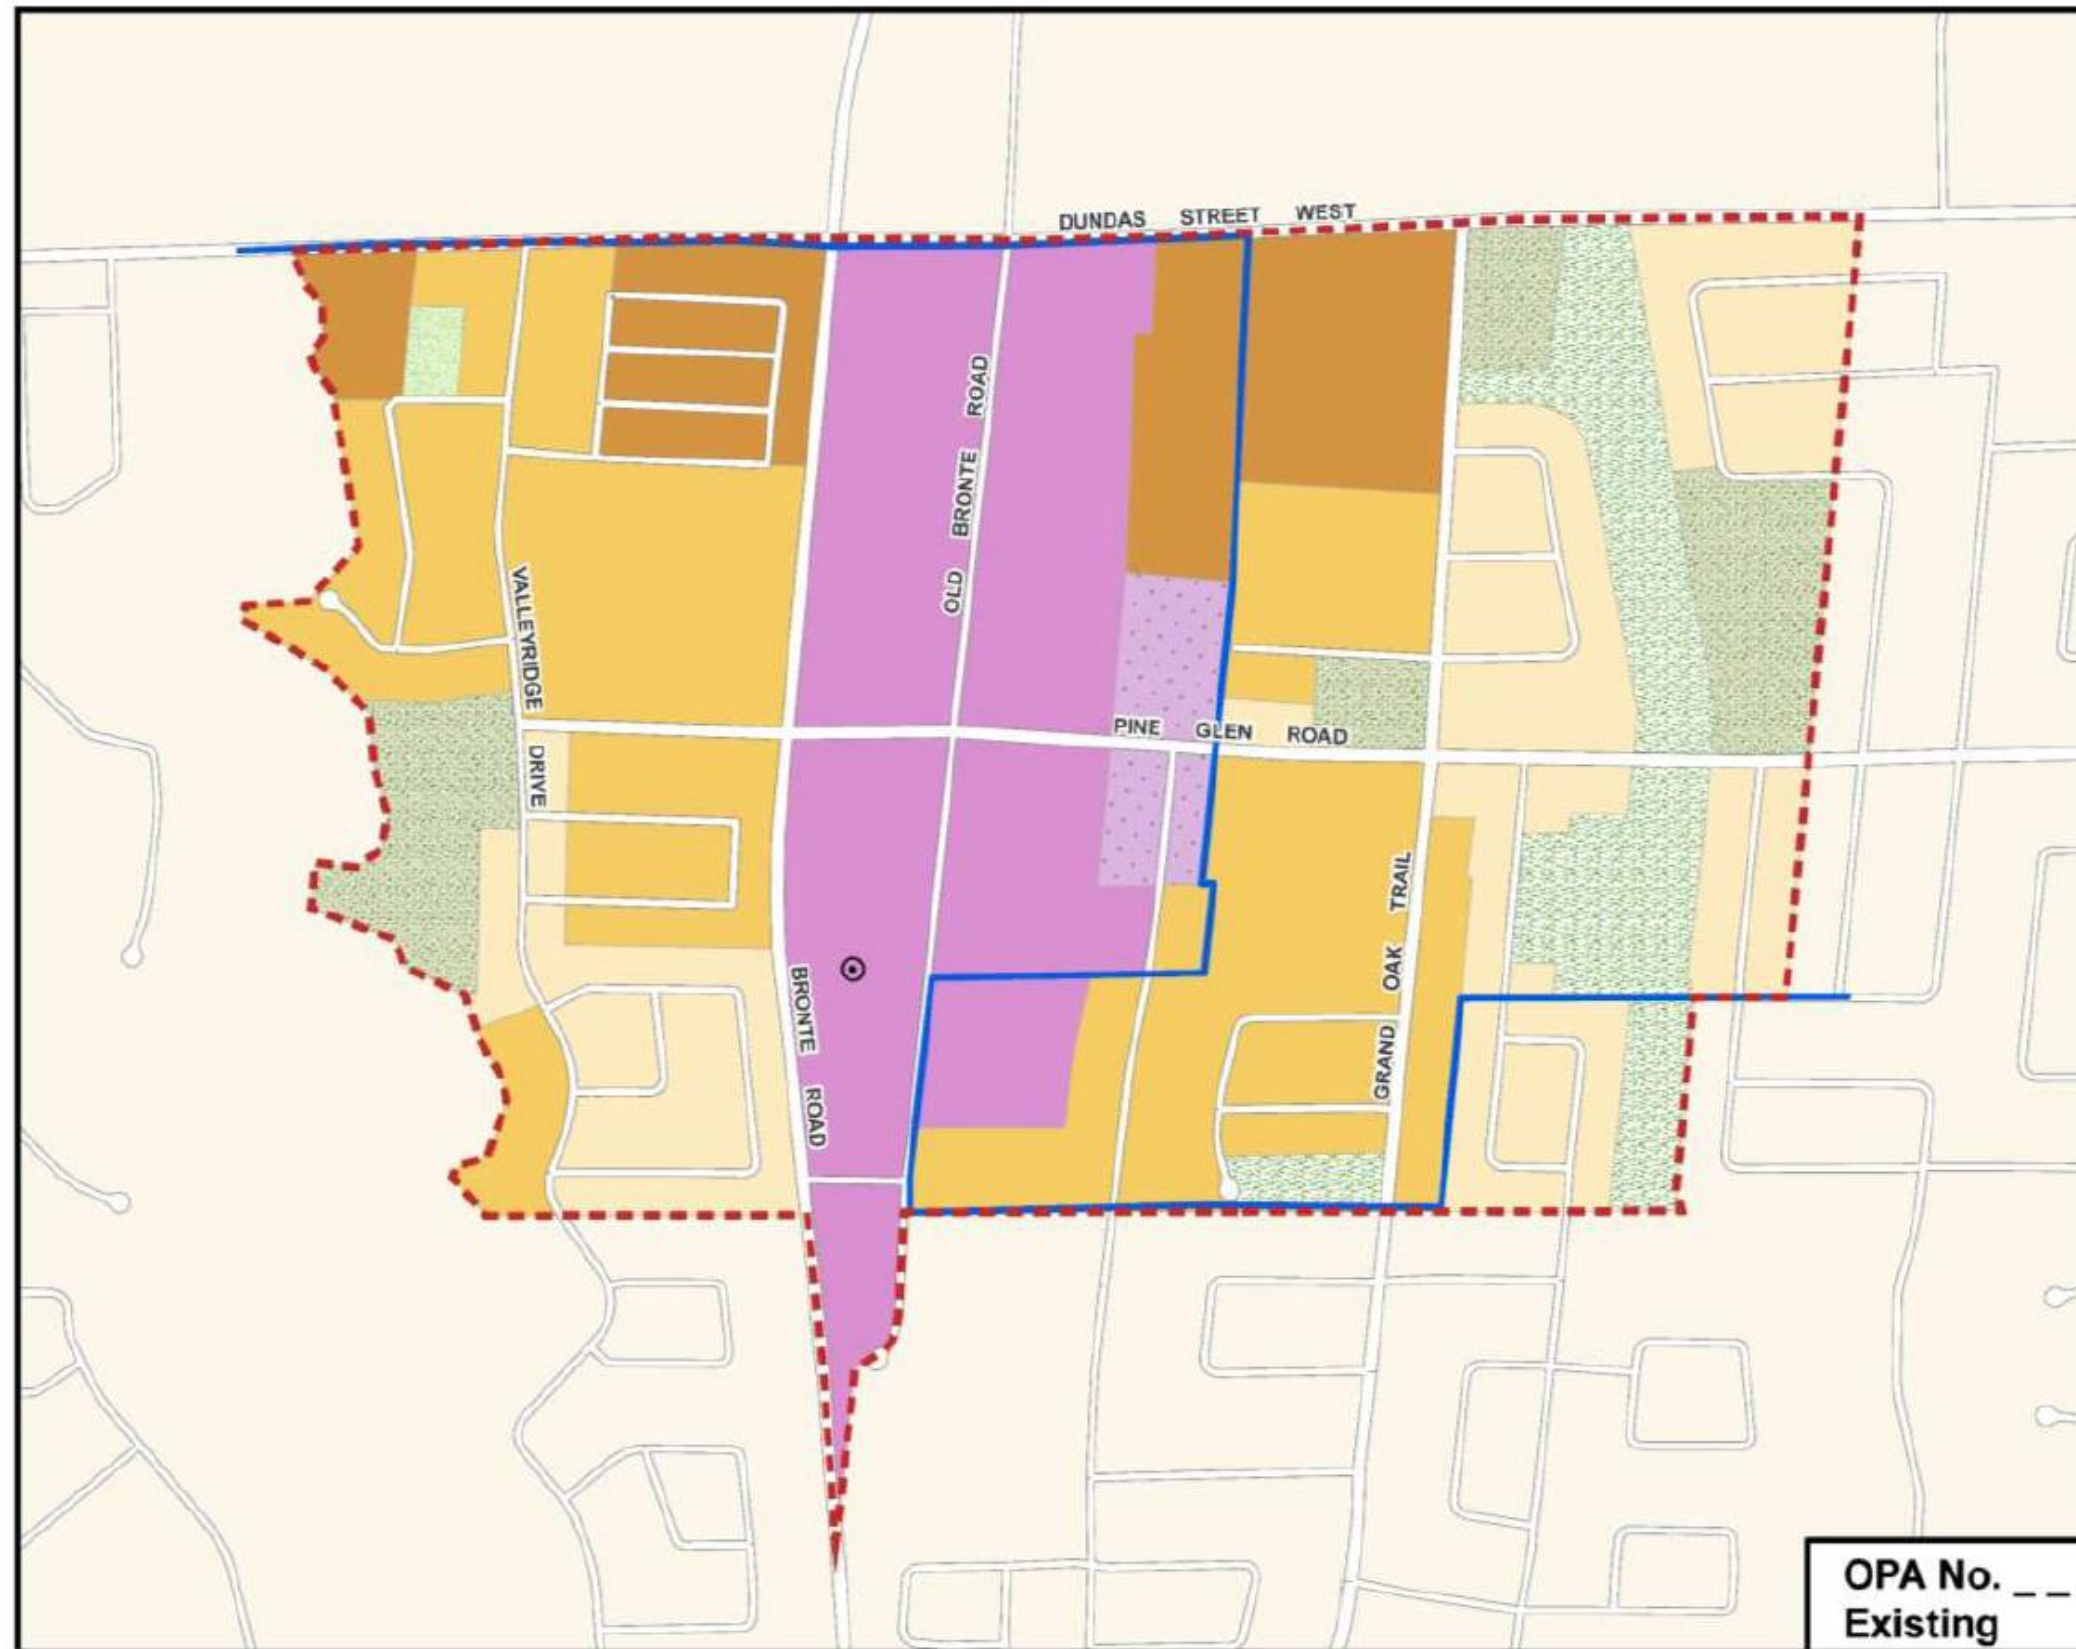 DUNDAS STREET WEST
OLD BRONTE ROAD
VALLEYRIDGE DRIVE
PINE GLEN ROAD
GRAND OAK TRAIL
BRONTE ROAD
OPA No. _ _
Existing